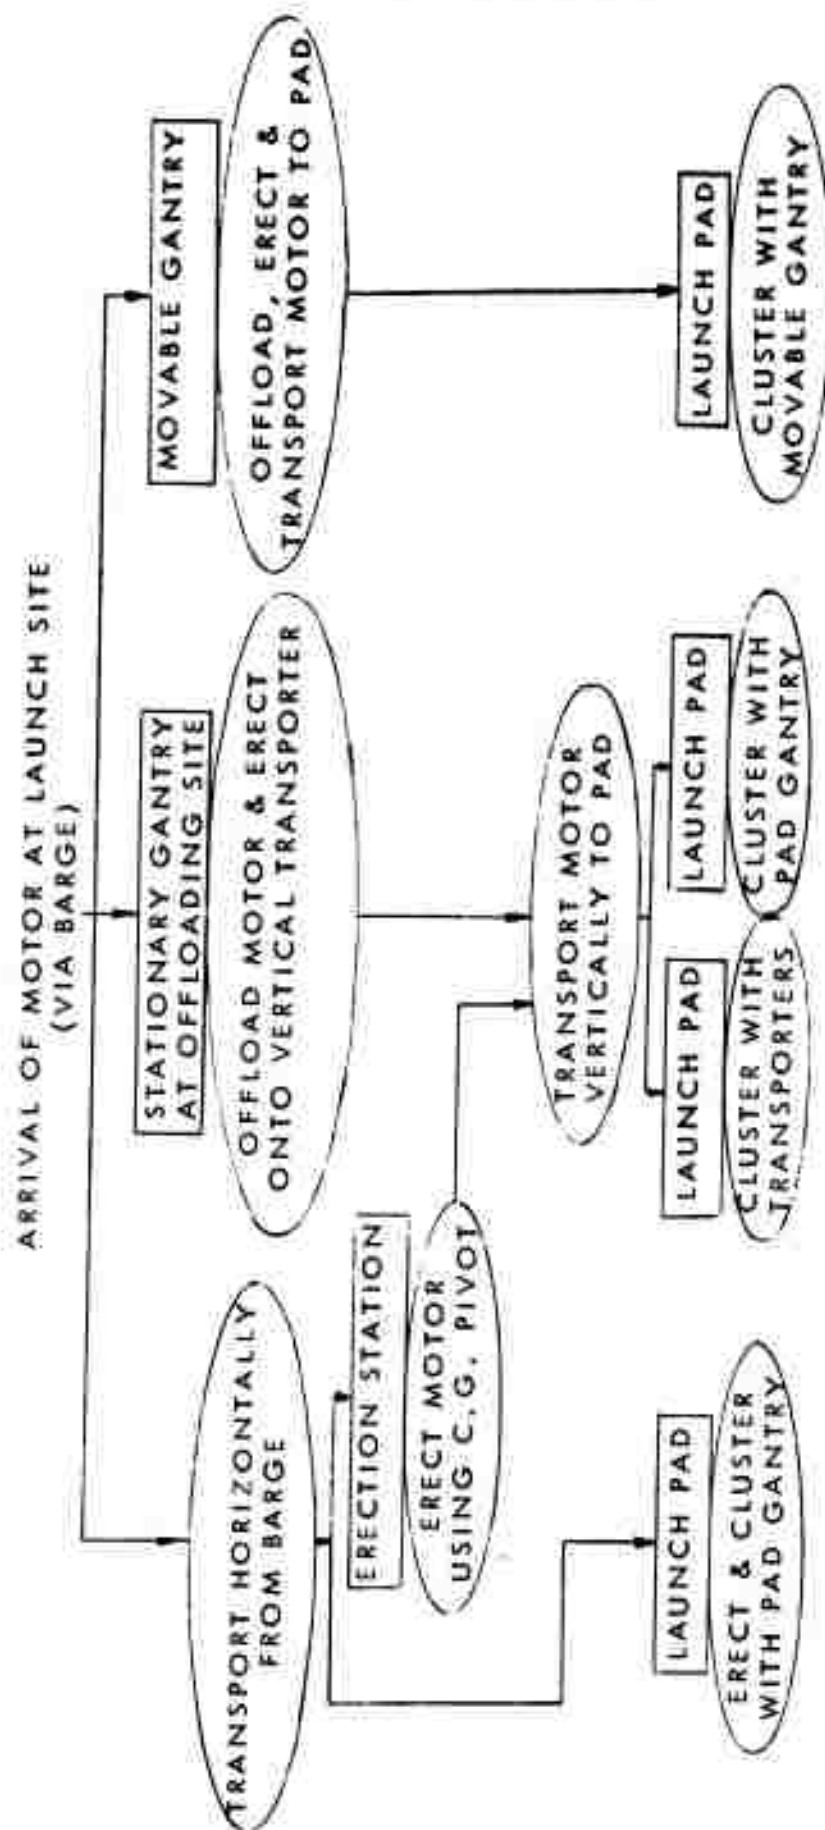 ARRIVAL OF MOTOR AT LAUNCH SITE
(VIA BARGE)
TRANSPORT HORIZONTALLY
FROM BARGE
STATIONARY GANTRY
AT OFFLOADING SITE
OFFLOAD MOTOR & ERECT
ONTO VERTICAL TRANSPORTER
MOVABLE GANTRY
OFFLOAD, ERECT &
TRANSPORT MOTOR TO PAD
ERECTION STATION
ERECT MOTOR
USING C.G. PIVOT
TRANSPORT MOTOR
VERTICALLY TO PAD
LAUNCH PAD
ERECT & CLUSTER
WITH PAD GANTRY
LAUNCH PAD
CLUSTER WITH
TRANSPORTERS
LAUNCH PAD
CLUSTER WITH
PAD GANTRY
LAUNCH PAD
CLUSTER WITH
MOVABLE GANTRY